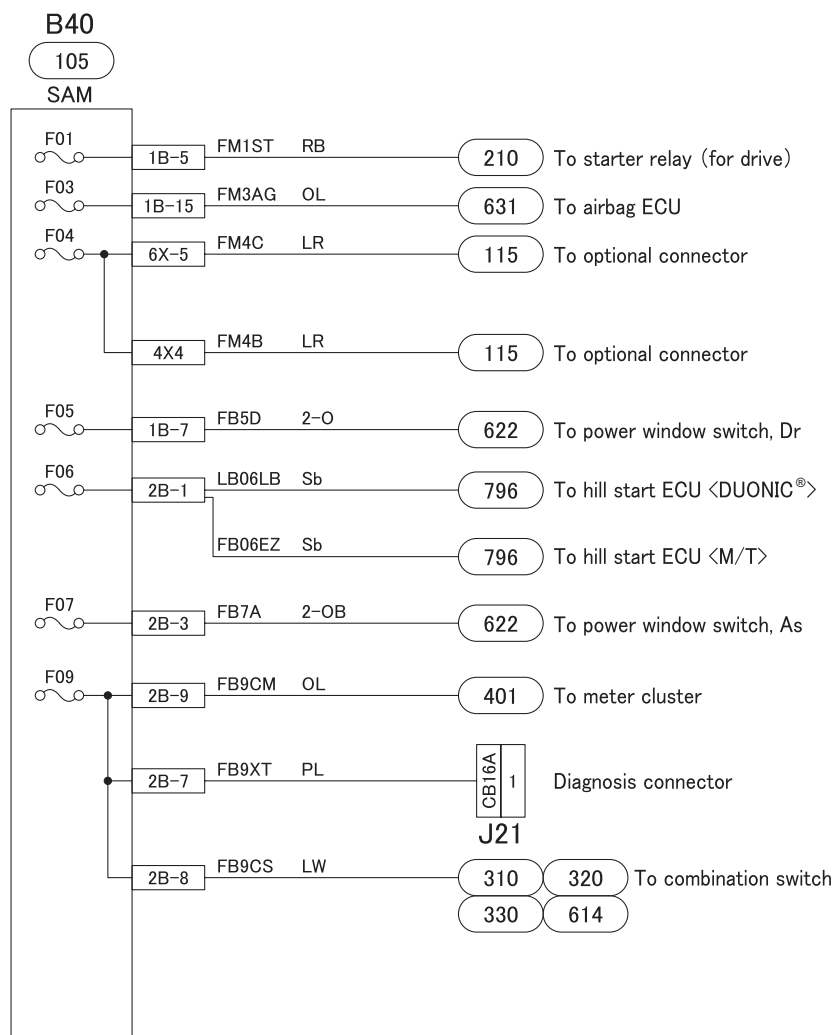 B40
105
SAM
F01 1B-5 FM1ST RB 210 To starter relay (for drive)
F03 1B-15 FM3AG OL 631 To airbag ECU
F04 6X-5 FM4C LR 115 To optional connector
4X4 FM4B LR 115 To optional connector
F05 1B-7 FB5D 2-O 622 To power window switch, Dr
F06 2B-1 LB06LB Sb 796 To hill start ECU <DUONIC®>
FB06EZ Sb 796 To hill start ECU <M/T>
F07 2B-3 FB7A 2-OB 622 To power window switch, As
F09 2B-9 FB9CM OL 401 To meter cluster
2B-7 FB9XT PL CB16A 1 Diagnosis connector
J21
2B-8 FB9CS LW 310 320 To combination switch
330 614